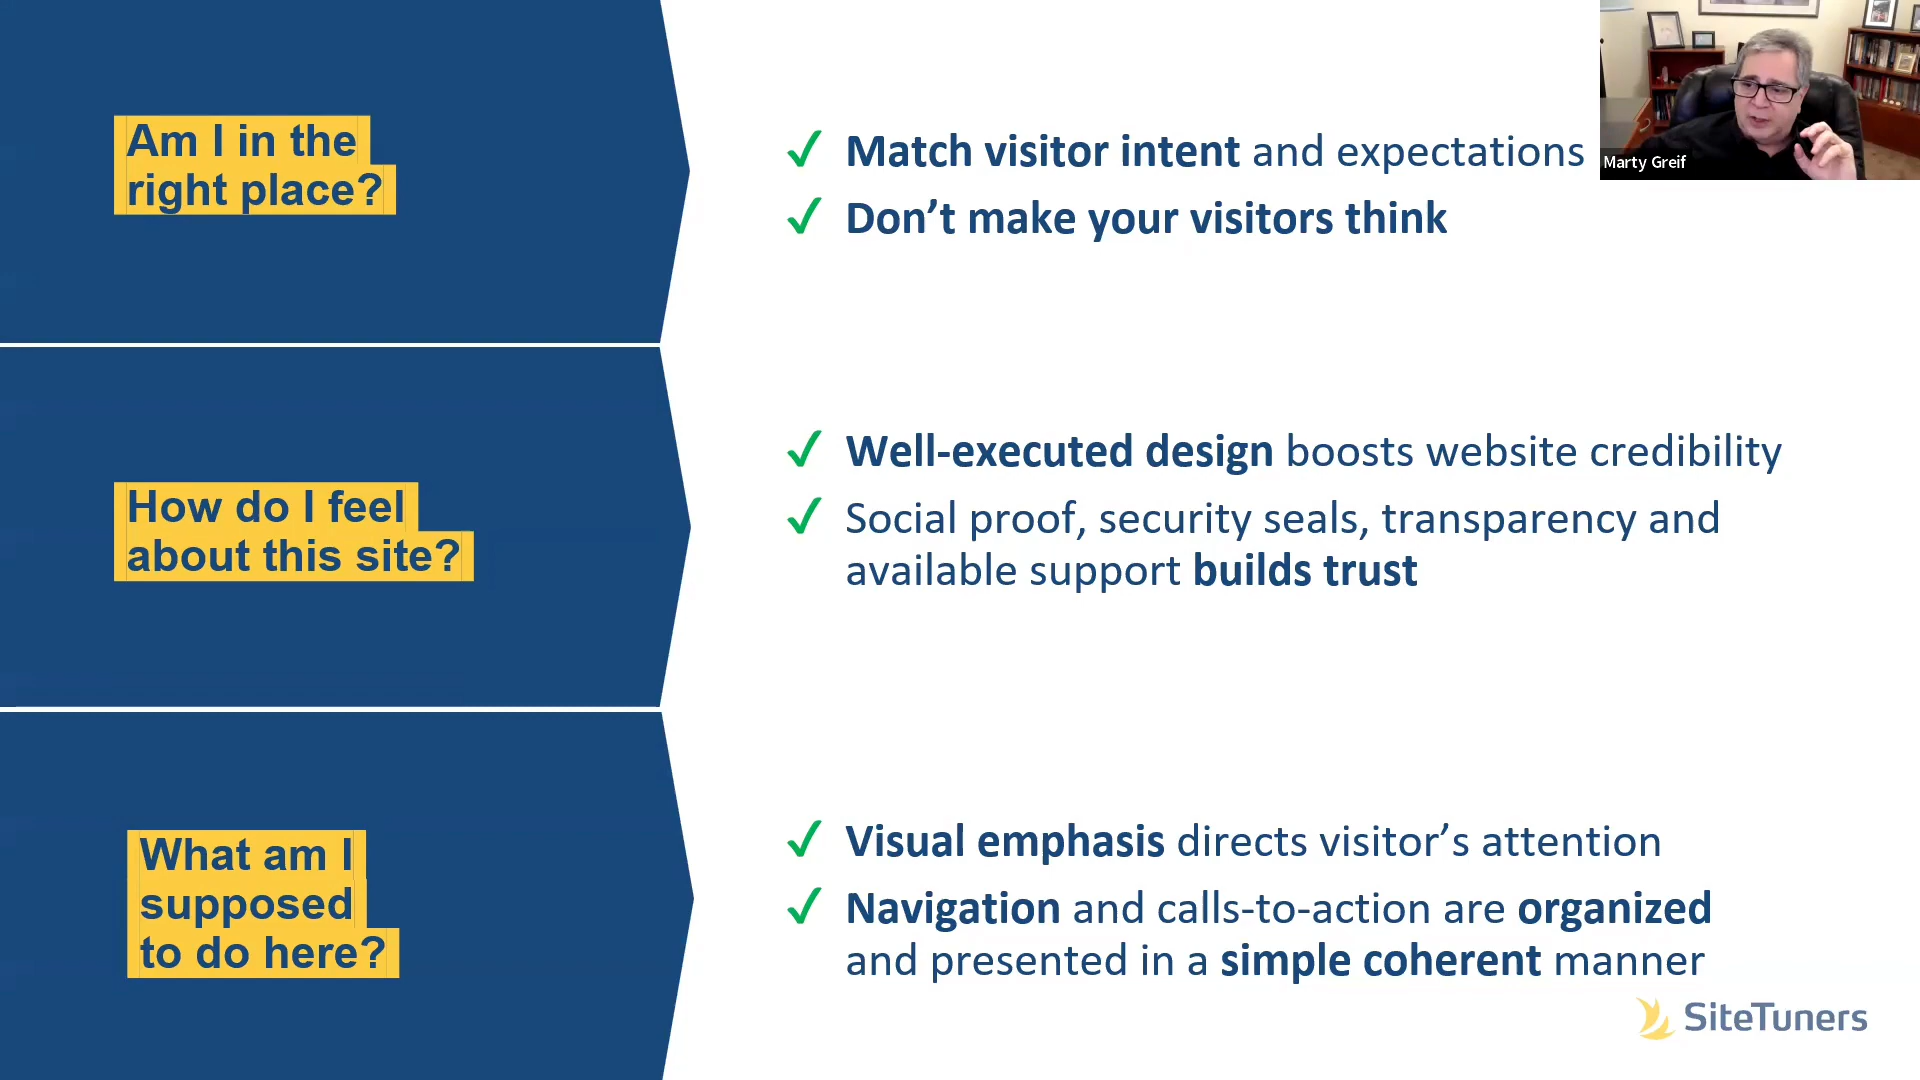 Am I in the
right place?
✓ Match visitor intent and expectations
✓ Don’t make your visitors think
Marty Greif
How do I feel
about this site?
✓ Well-executed design boosts website credibility
✓ Social proof, security seals, transparency and
available support builds trust
What am I
supposed
to do here?
✓ Visual emphasis directs visitor’s attention
✓ Navigation and calls-to-action are organized
and presented in a simple coherent manner
SiteTuners